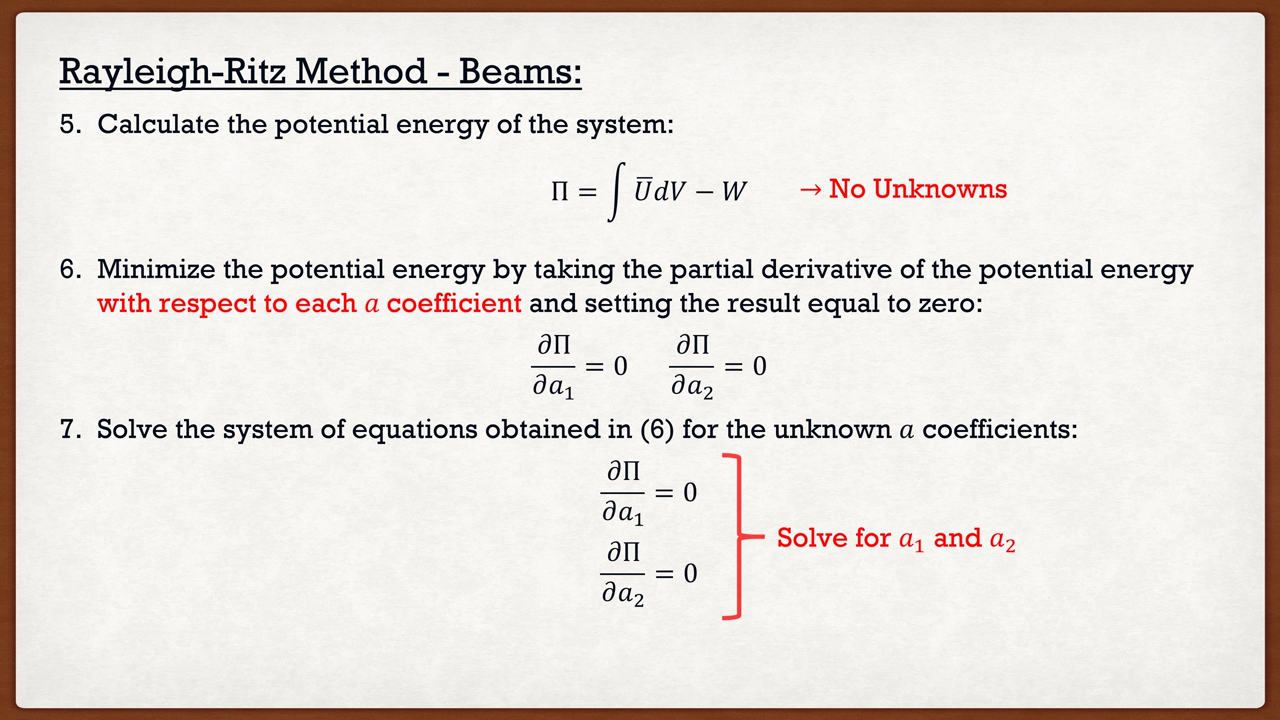 Rayleigh-Ritz Method - Beams:
5. Calculate the potential energy of the system:
Π = ∫ U̅dV − W → No Unknowns
6. Minimize the potential energy by taking the partial derivative of the potential energy
with respect to each a coefficient and setting the result equal to zero:
∂Π/∂a₁ = 0 ∂Π/∂a₂ = 0
7. Solve the system of equations obtained in (6) for the unknown a coefficients:
∂Π/∂a₁ = 0
Solve for a₁ and a₂
∂Π/∂a₂ = 0